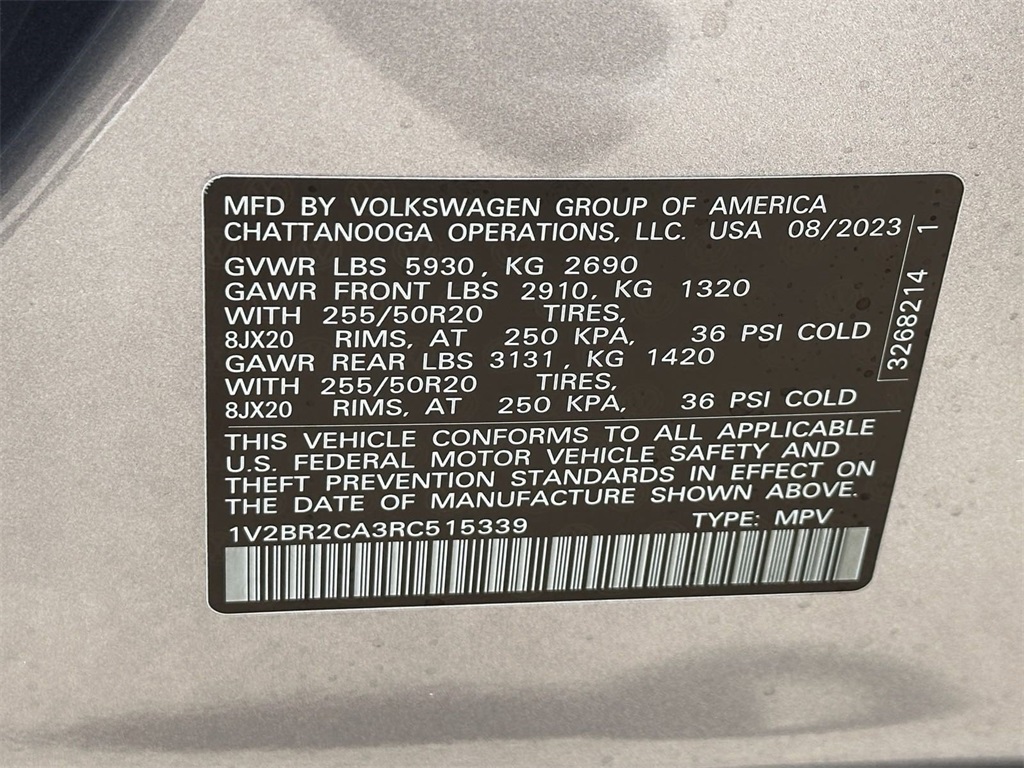 MFD BY VOLKSWAGEN GROUP OF AMERICA
CHATTANOOGA OPERATIONS, LLC. USA 08/2023
GVWR LBS 5930, KG 2690
GAWR FRONT LBS 2910, KG 1320
WITH 255/50R20 TIRES,
8JX20 RIMS, AT 250 KPA, 36 PSI COLD
GAWR REAR LBS 3131, KG 1420
WITH 255/50R20 TIRES,
8JX20 RIMS, AT 250 KPA, 36 PSI COLD
THIS VEHICLE CONFORMS TO ALL APPLICABLE
U.S. FEDERAL MOTOR VEHICLE SAFETY AND
THEFT PREVENTION STANDARDS IN EFFECT ON
THE DATE OF MANUFACTURE SHOWN ABOVE.
1V2BR2CA3RC515339 TYPE: MPV
3268214 1